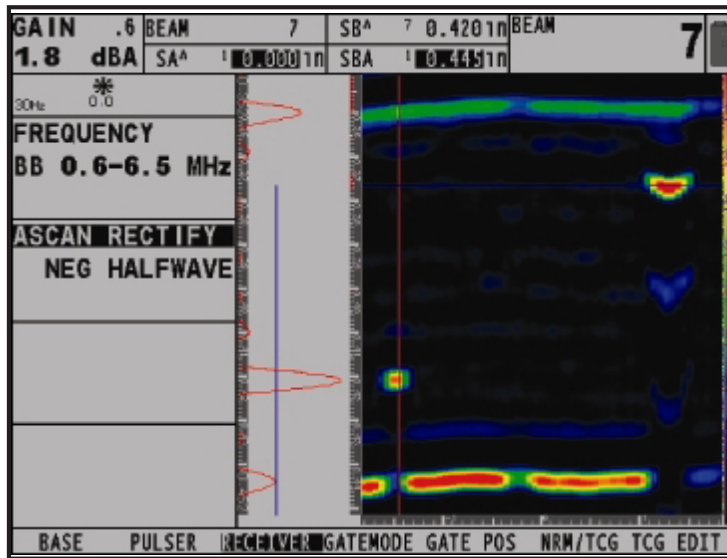 GAIN .6
1.8 dBA
BEAM 7
SA^ 1 0.000in
SB^ 7 0.420in
SBA 1 0.445in
BEAM 7
30Hz 0.0
FREQUENCY
BB 0.6-6.5 MHz
ASCAN RECTIFY
NEG HALFWAVE
BASE PULSER RECEIVER GATEMODE GATE POS NRM/TCG TCG EDIT